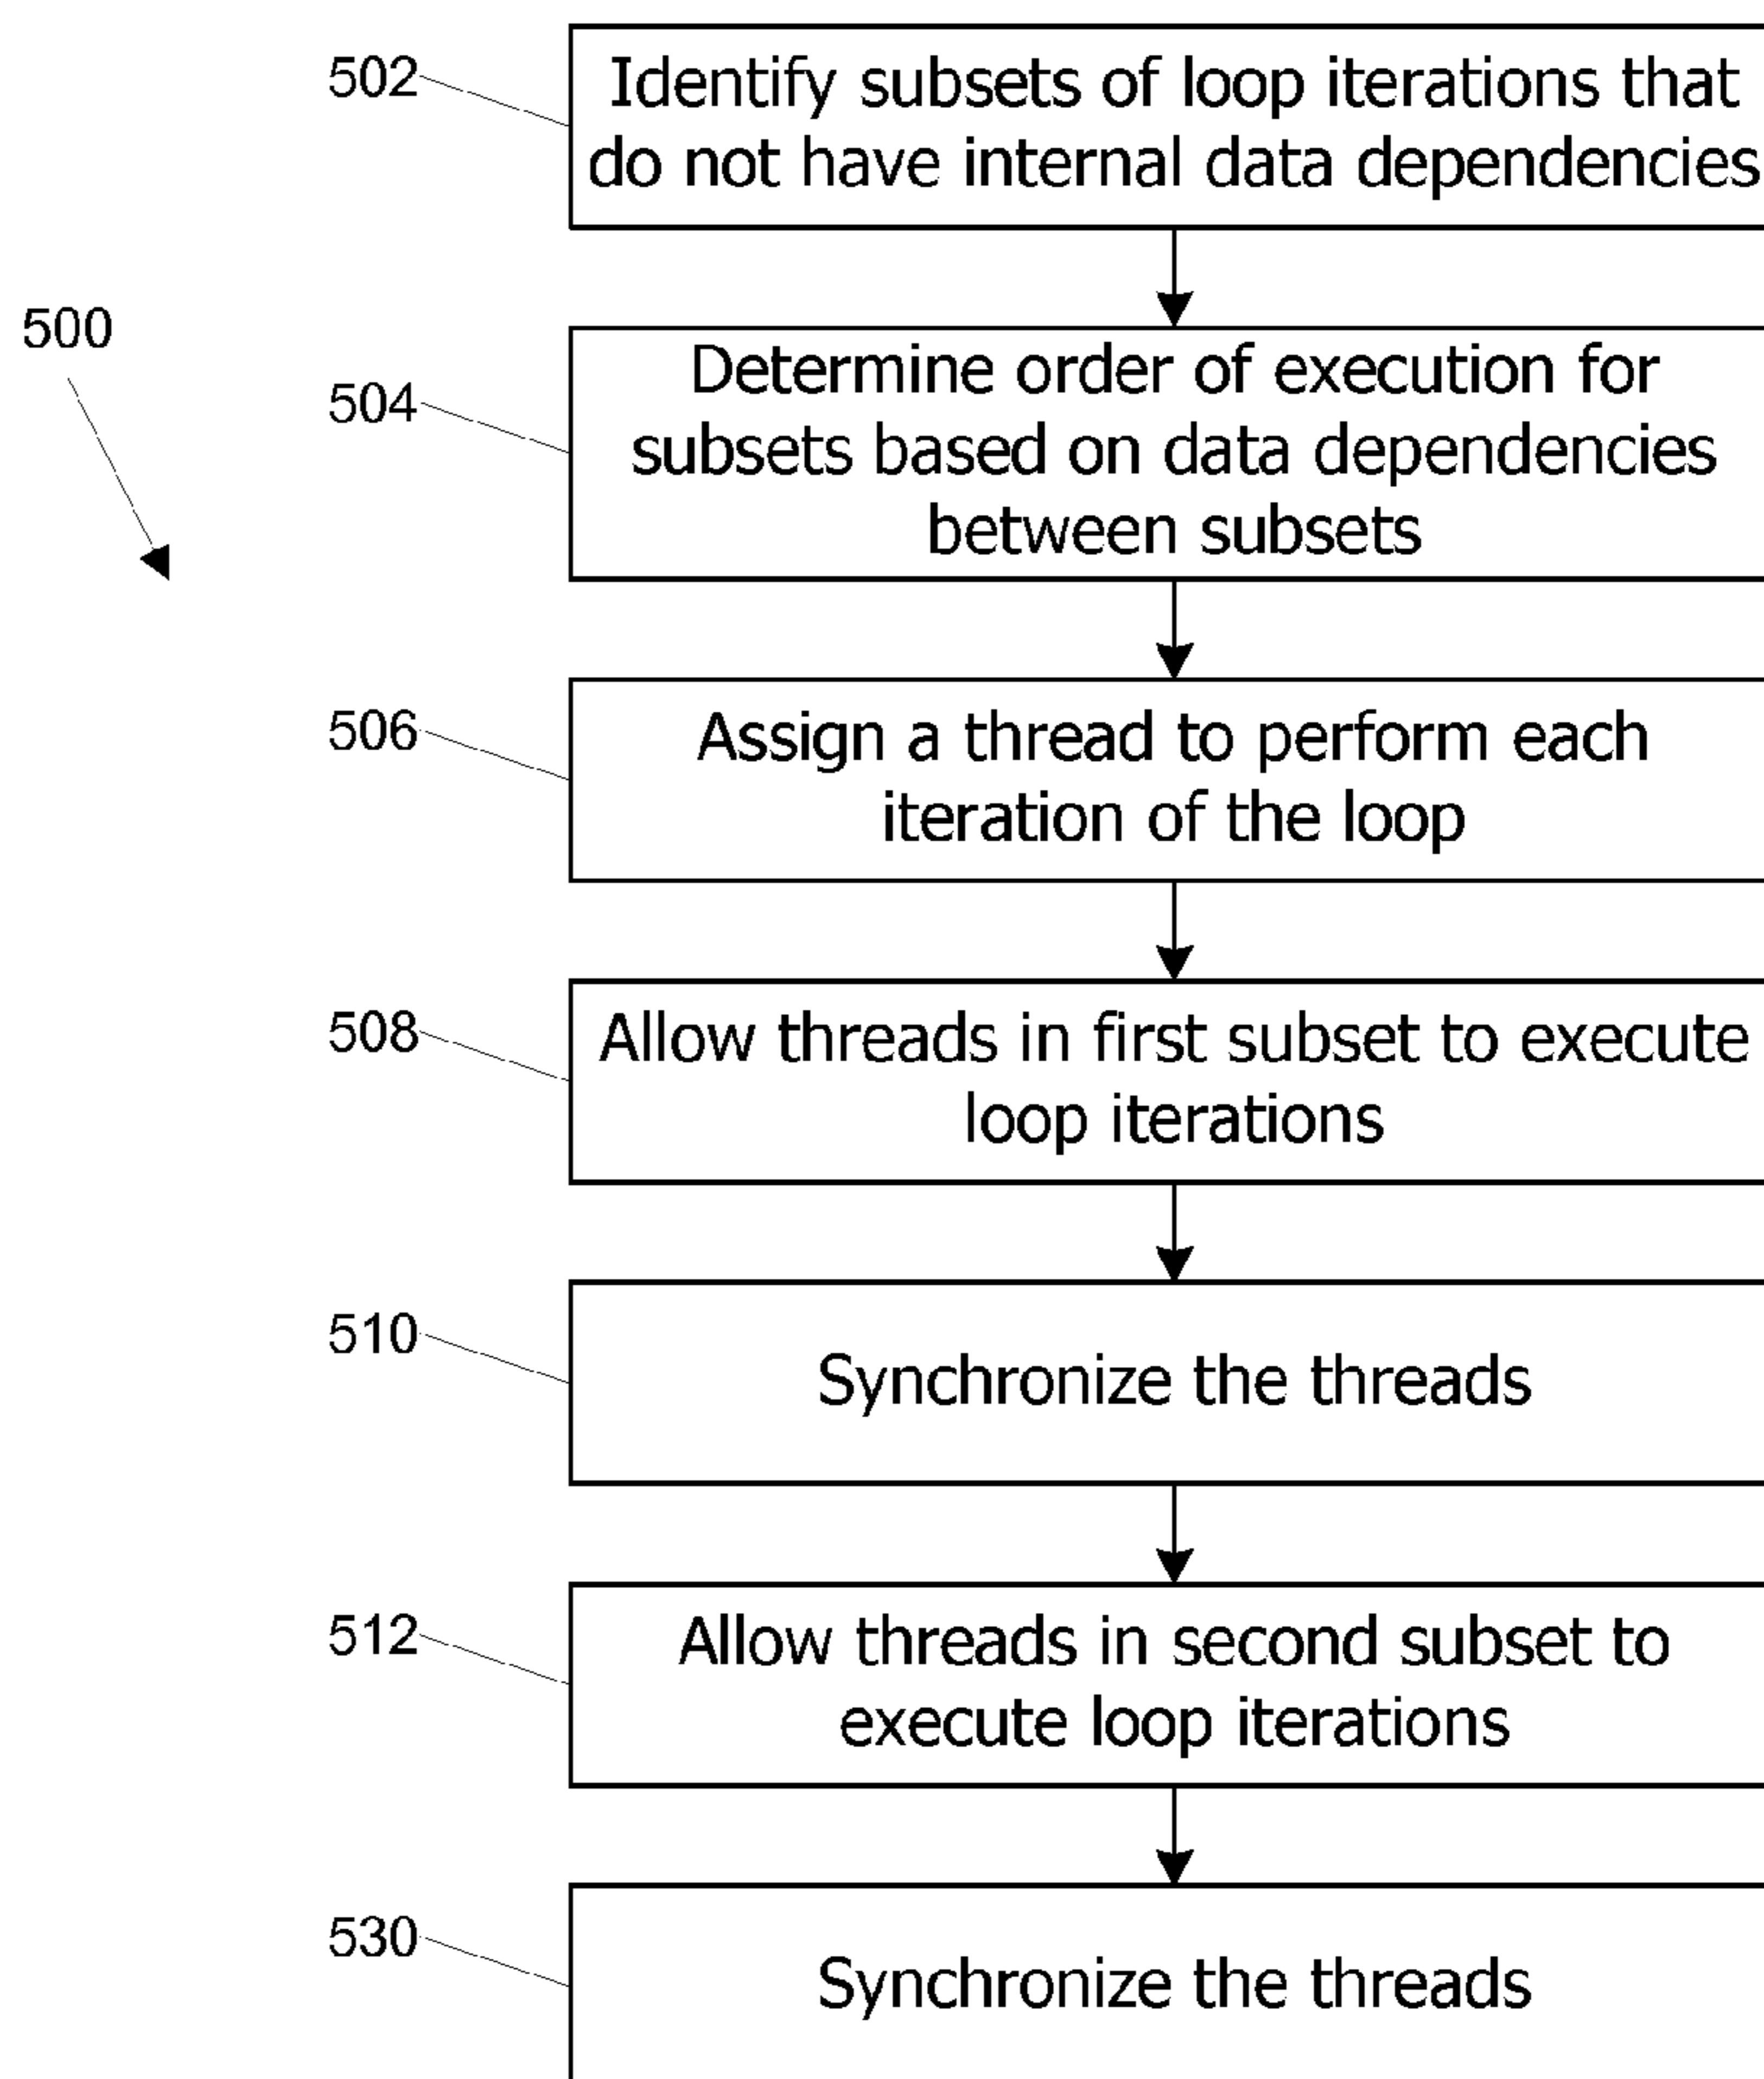 502
Identify subsets of loop iterations that
do not have internal data dependencies
500
504
Determine order of execution for
subsets based on data dependencies
between subsets
506
Assign a thread to perform each
iteration of the loop
508
Allow threads in first subset to execute
loop iterations
510
Synchronize the threads
512
Allow threads in second subset to
execute loop iterations
530
Synchronize the threads